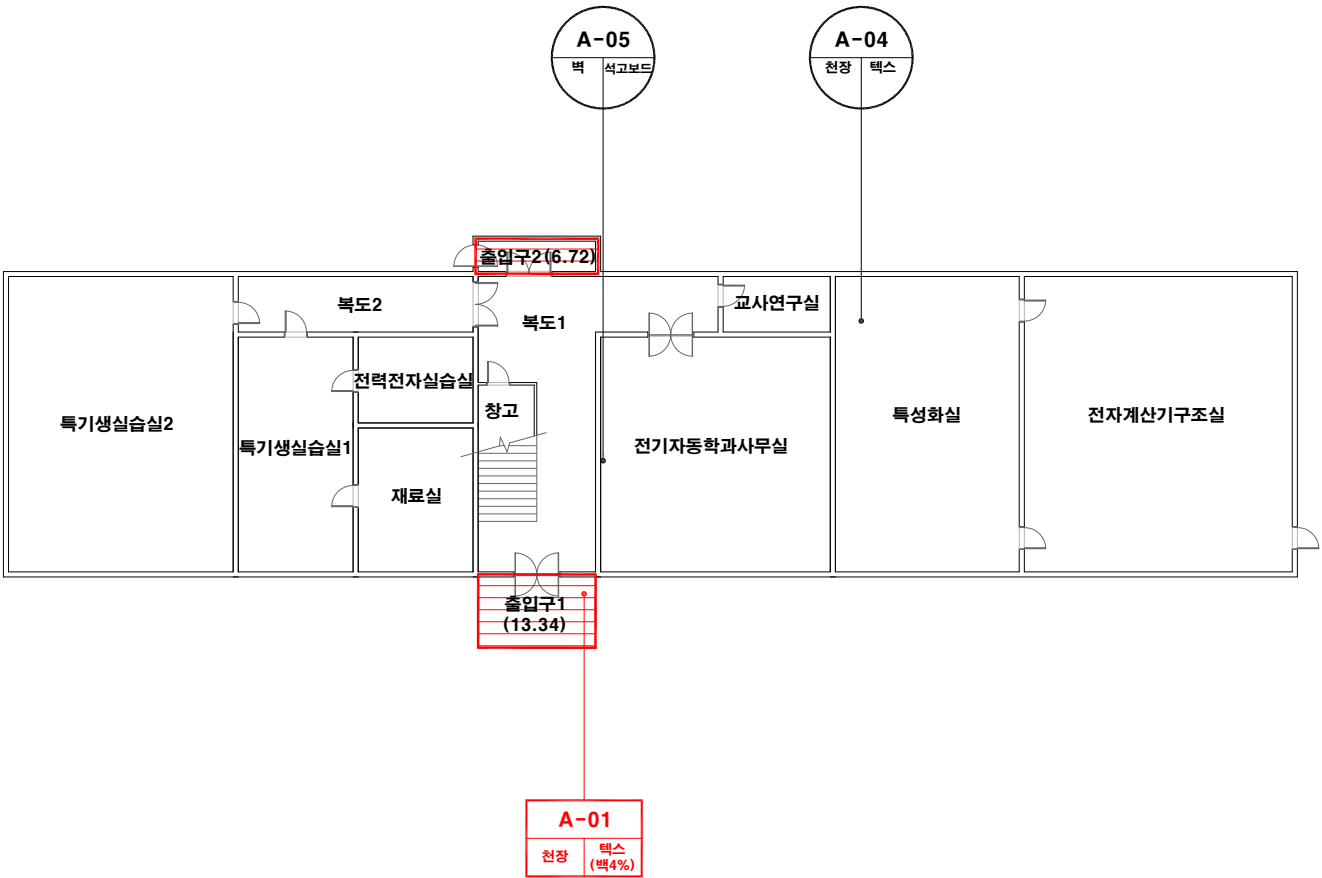 A-05
벽 석고보드
A-04
천장 텍스
출입구2(6.72)
복도2
복도1
교사연구실
전력전자실습실
창고
특기생실습실2
특기생실습실1
전기자동학과사무실
특성화실
전자계산기구조실
재료실
출입구1
(13.34)
A-01
천장 텍스
(백4%)